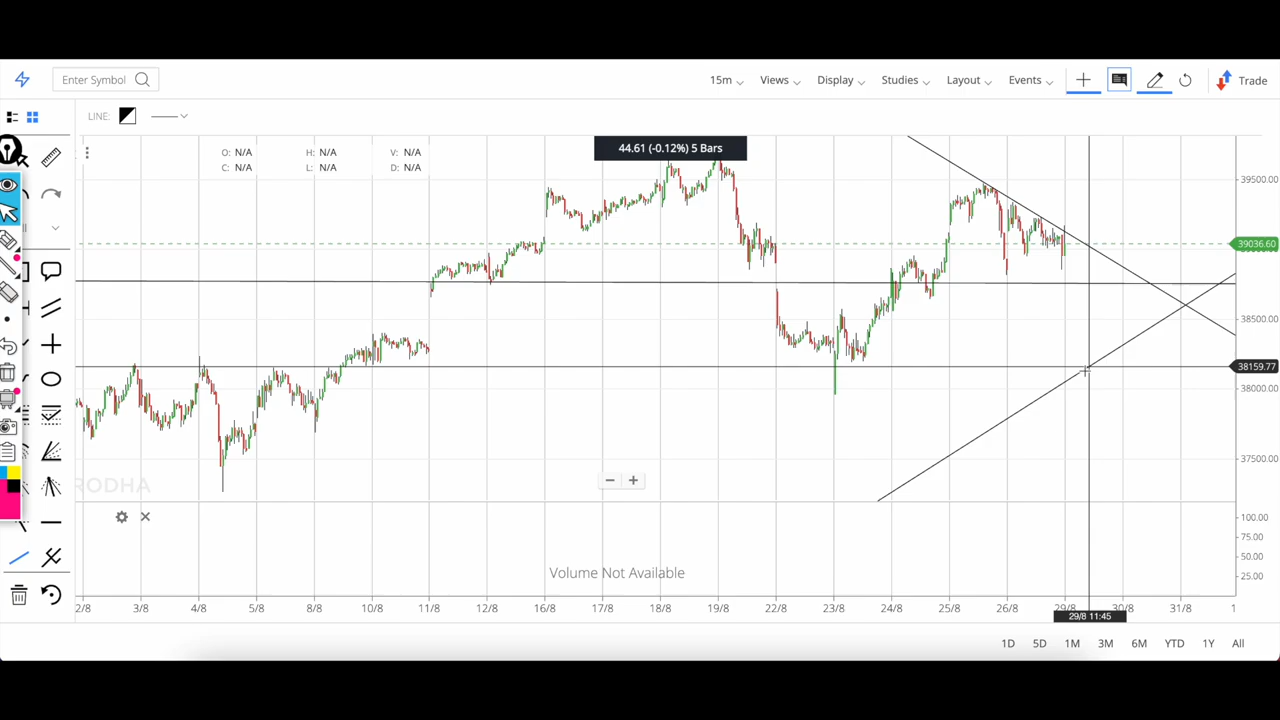 Enter Symbol
15m
Views
Display
Studies
Layout
Events
Trade
LINE:
44.61 (-0.12%) 5 Bars
O: N/A H: N/A V: N/A
C: N/A L: N/A D: N/A
39500.00
39036.60
38500.00
38159.77
38000.00
37500.00
RODHA
100.00
75.00
50.00
25.00
Volume Not Available
2/8 3/8 4/8 5/8 8/8 10/8 11/8 12/8 16/8 17/8 18/8 19/8 22/8 23/8 24/8 25/8 26/8 29/8 30/8 31/8 1
29/8 11:45
1D 5D 1M 3M 6M YTD 1Y All